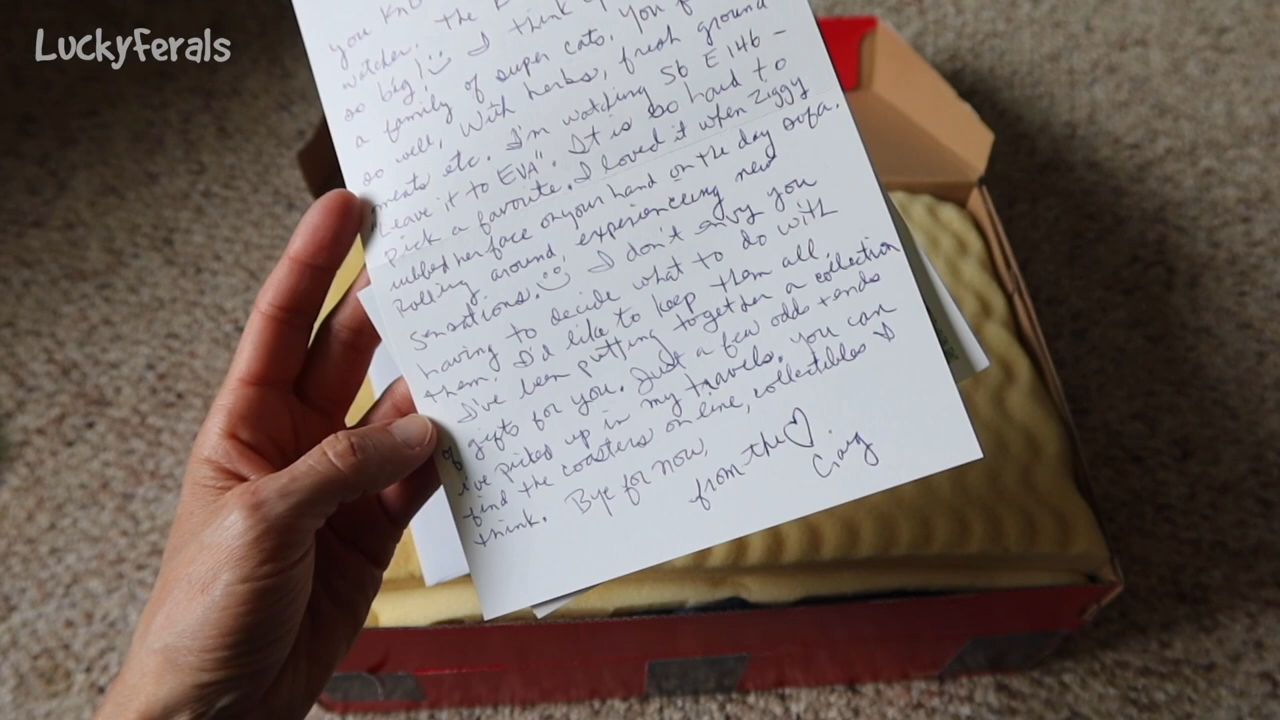 LuckyFerals
you
watcher. The
so big! I think
a family of super cats. You
so well, With herbs, fresh ground
ments etc. I'm watching S6 E146 –
Leave it to EVA". It is so hard to
pick a favorite. I loved it when Ziggy
rubbed her face on your hand on the day
Rolling around, experiencing new sofa.
sensations. I don't envy you
having to decide what to do with
them. I'd like to keep them all.
I've been putting together a collection
of gifts for you. Just a few odds + ends
i've picked up in my travels. You can
find the coasters on line, collectibles I
think. Bye for now,
from the ♡.
Craig